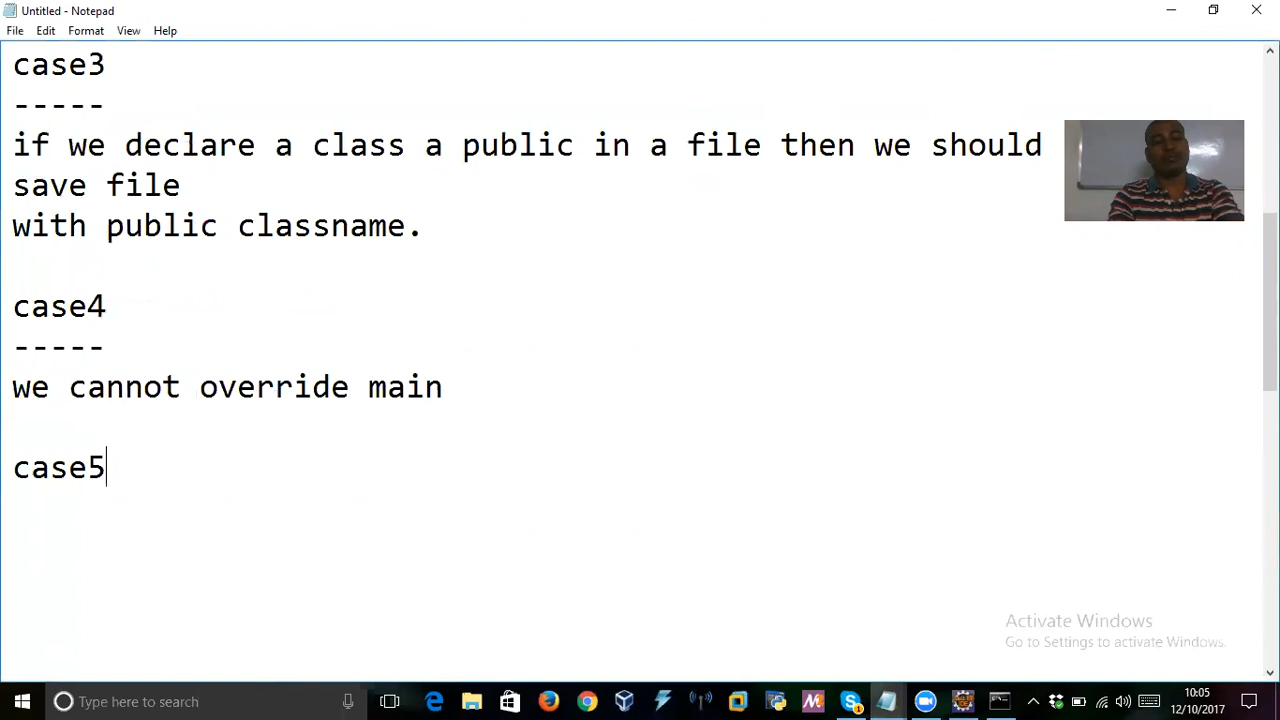 Untitled - Notepad
File Edit Format View Help
case3
-----
if we declare a class a public in a file then we should
save file
with public classname.
case4
-----
we cannot override main
case5
Activate Windows
Go to Settings to activate Windows.
Type here to search
10:05
12/10/2017